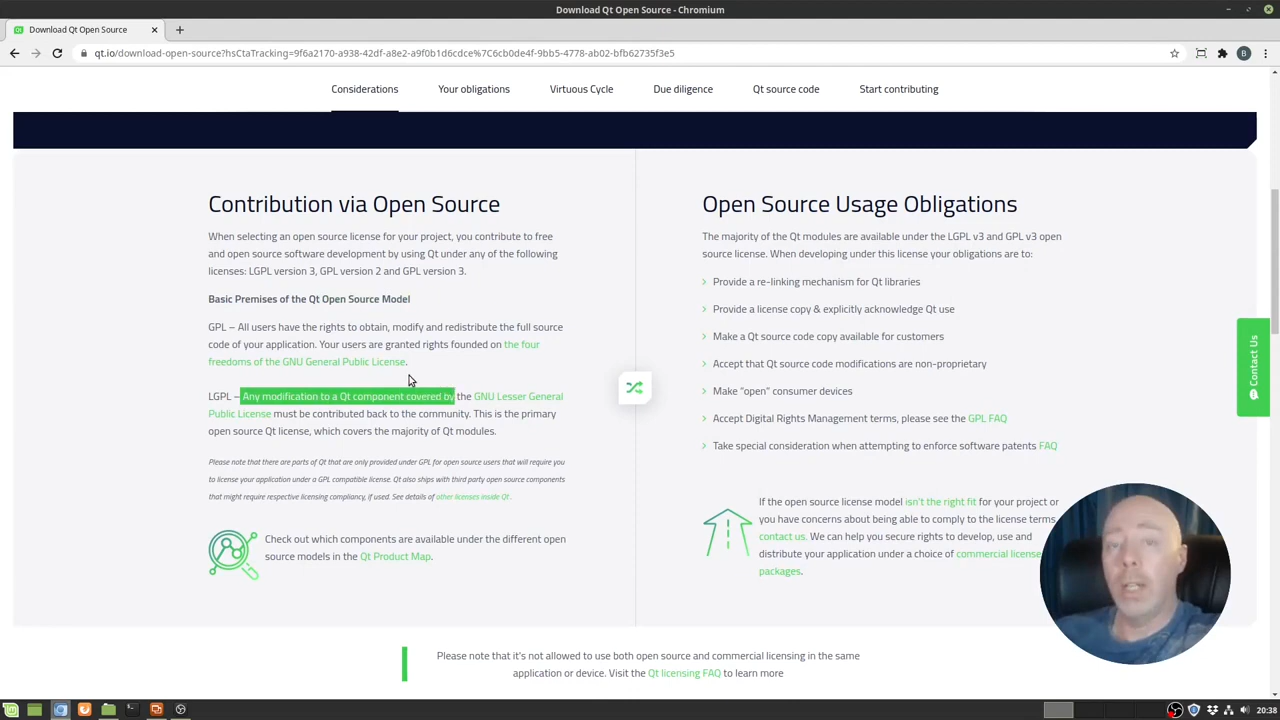 Download Qt Open Source - Chromium
Download Qt Open Source
qt.io/download-open-source?hsCtaTracking=9f6a2170-a938-42df-a8e2-a9f0b1d6cdce%7C6cb0de4f-9bb5-4778-ab02-bfb62735f3e5
B
Considerations
Your obligations
Virtuous Cycle
Due diligence
Qt source code
Start contributing
Contribution via Open Source
When selecting an open source license for your project, you contribute to free
and open source software development by using Qt under any of the following
licenses: LGPL version 3, GPL version 2 and GPL version 3.
Basic Premises of the Qt Open Source Model
GPL – All users have the rights to obtain, modify and redistribute the full source
code of your application. Your users are granted rights founded on the four
freedoms of the GNU General Public License.
LGPL – Any modification to a Qt component covered by the GNU Lesser General
Public License must be contributed back to the community. This is the primary
open source Qt license, which covers the majority of Qt modules.
Please note that there are parts of Qt that are only provided under GPL for open source users that will require you
to license your application under a GPL compatible license. Qt also ships with third party open source components
that might require respective licensing compliancy, if used. See details of other licenses inside Qt .
Check out which components are available under the different open
source models in the Qt Product Map.
Open Source Usage Obligations
The majority of the Qt modules are available under the LGPL v3 and GPL v3 open
source license. When developing under this license your obligations are to:
Provide a re-linking mechanism for Qt libraries
Provide a license copy & explicitly acknowledge Qt use
Make a Qt source code copy available for customers
Accept that Qt source code modifications are non-proprietary
Make "open" consumer devices
Accept Digital Rights Management terms, please see the GPL FAQ
Take special consideration when attempting to enforce software patents FAQ
If the open source license model isn't the right fit for your project or
you have concerns about being able to comply to the license terms,
contact us. We can help you secure rights to develop, use and
distribute your application under a choice of commercial license
packages.
Contact Us
Please note that it's not allowed to use both open source and commercial licensing in the same
application or device. Visit the Qt licensing FAQ to learn more
20:38